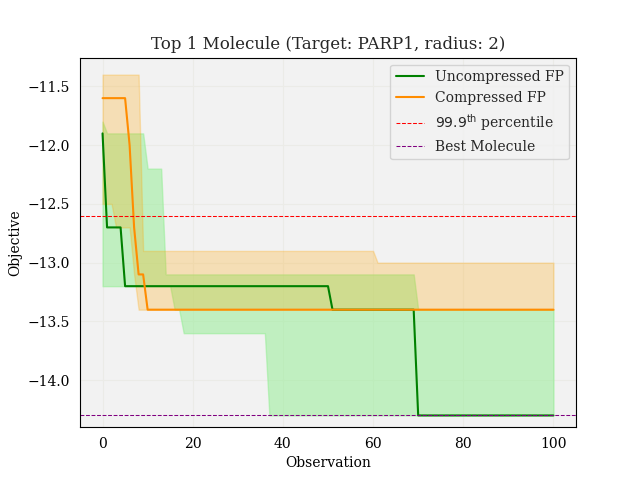 Top 1 Molecule (Target: PARP1, radius: 2)
Uncompressed FP
Compressed FP
99.9th percentile
Best Molecule
Objective
−11.5
−12.0
−12.5
−13.0
−13.5
−14.0
0 20 40 60 80 100
Observation